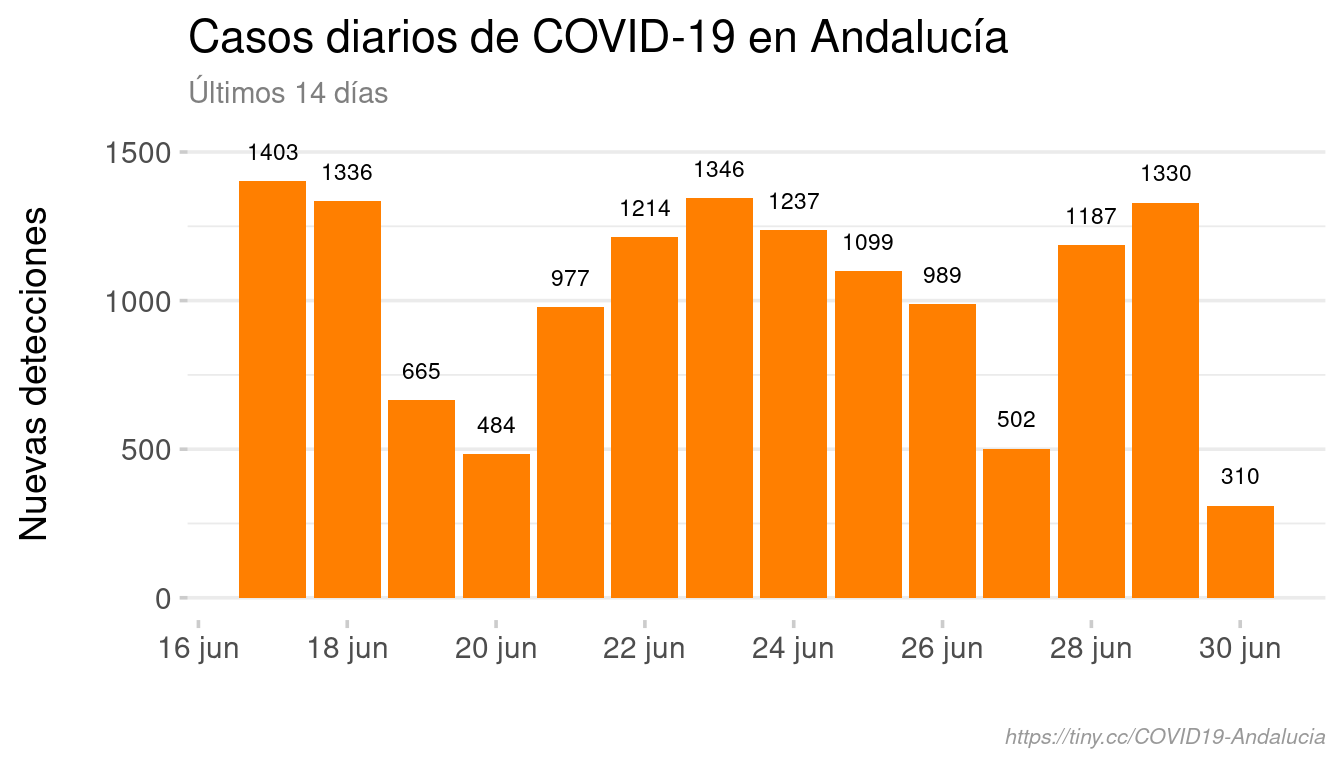 Casos diarios de COVID-19 en Andalucía
Últimos 14 días
Nuevas detecciones
1500
1000
500
0
1403
1336
665
484
977
1214
1346
1237
1099
989
502
1187
1330
310
16 jun
18 jun
20 jun
22 jun
24 jun
26 jun
28 jun
30 jun
https://tiny.cc/COVID19-Andalucia